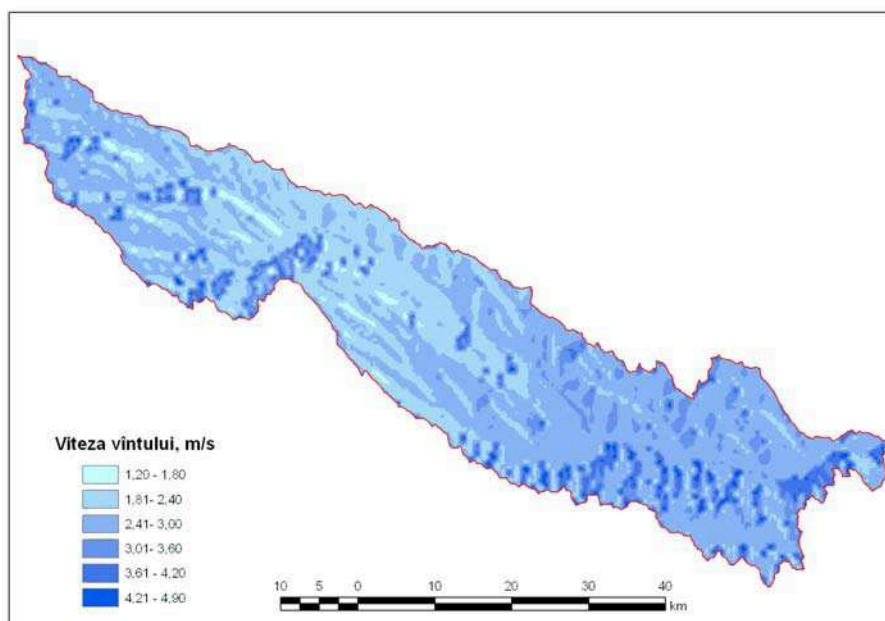 Viteza vîntului, m/s
1,20 - 1,80
1,81- 2,40
2,41- 3,00
3,01- 3,60
3,61 - 4,20
4,21 - 4,90
10 5 0 10 20 30 40
km